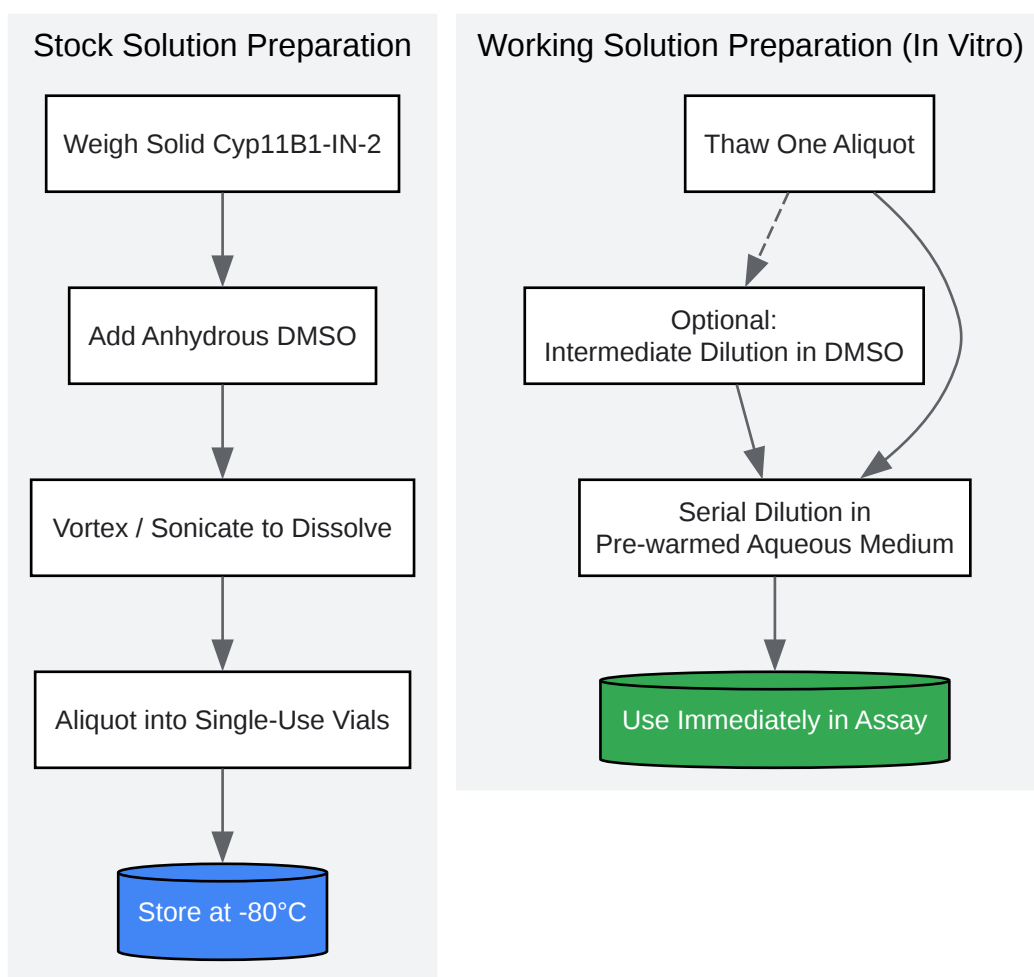 Stock Solution Preparation
Weigh Solid Cyp11B1-IN-2
Add Anhydrous DMSO
Vortex / Sonicate to Dissolve
Aliquot into Single-Use Vials
Store at -80°C
Working Solution Preparation (In Vitro)
Thaw One Aliquot
Optional:
Intermediate Dilution in DMSO
Serial Dilution in
Pre-warmed Aqueous Medium
Use Immediately in Assay